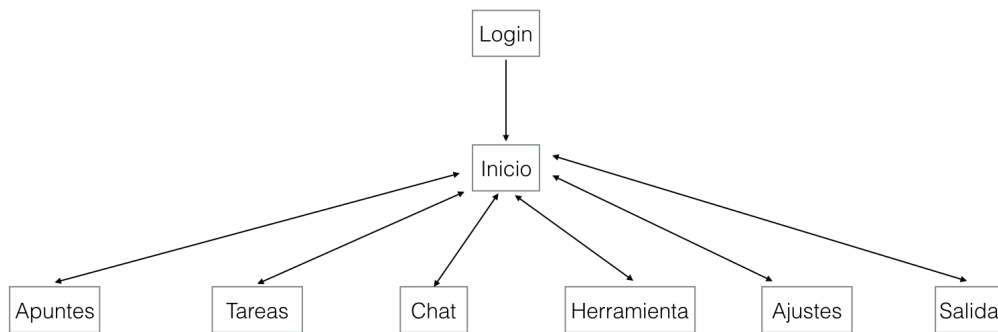 Login
Inicio
Apuntes
Tareas
Chat
Herramienta
Ajustes
Salida